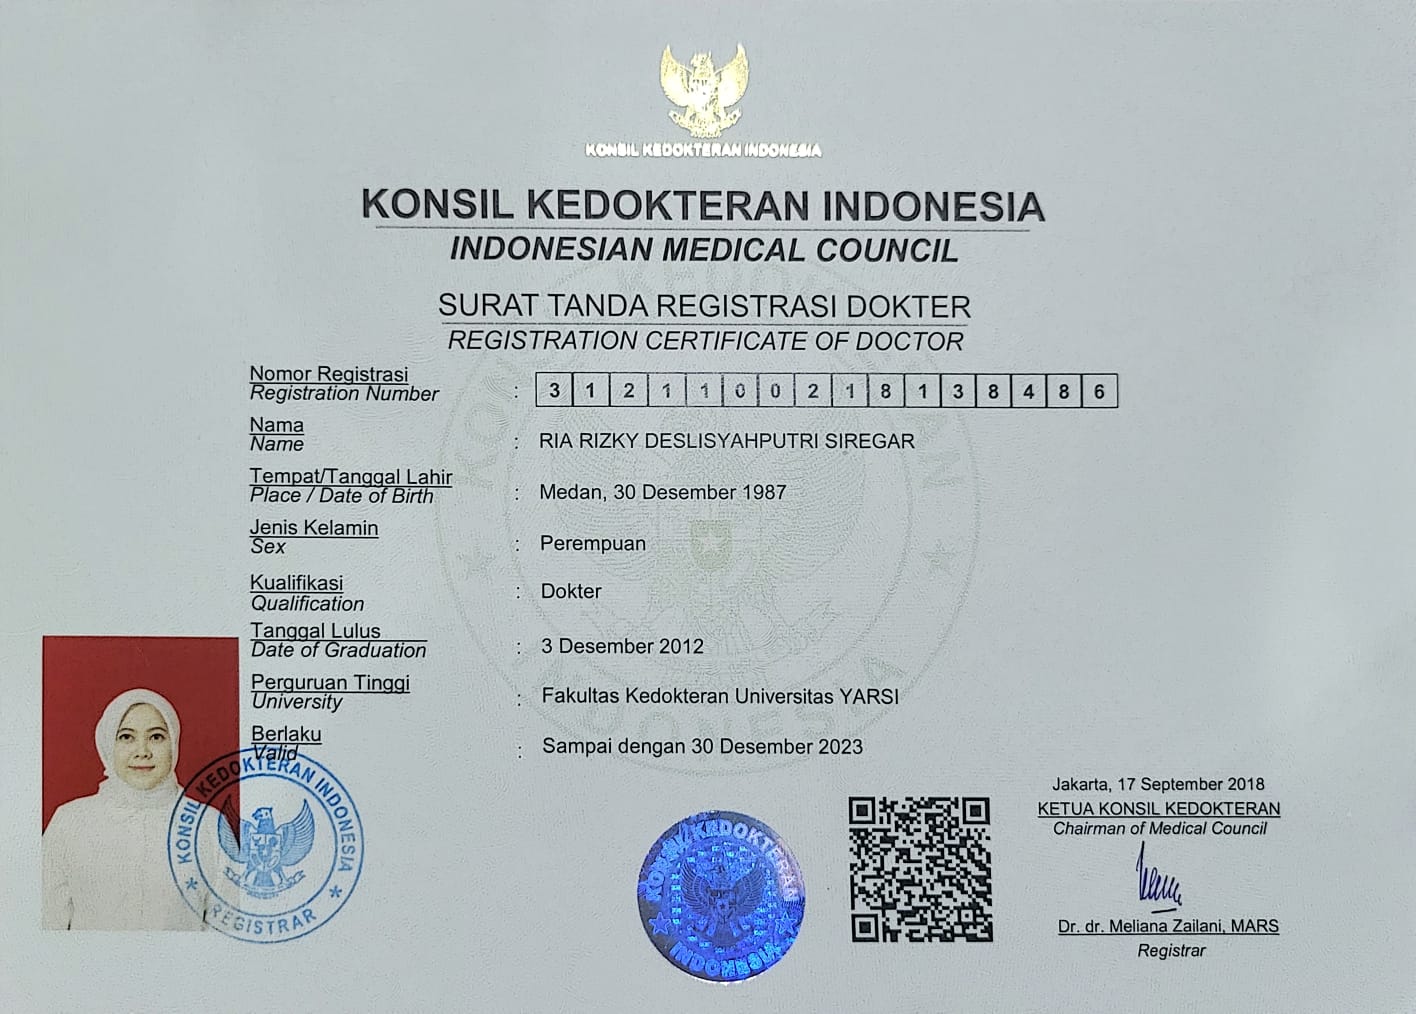 KONSIL KEDOKTERAN INDONESIA
KONSIL KEDOKTERAN INDONESIA
INDONESIAN MEDICAL COUNCIL
SURAT TANDA REGISTRASI DOKTER
REGISTRATION CERTIFICATE OF DOCTOR
Nomor Registrasi
Registration Number : 3 1 2 1 1 0 0 2 1 8 1 3 8 4 8 6
Nama
Name : RIA RIZKY DESLISYAHPUTRI SIREGAR
Tempat/Tanggal Lahir
Place / Date of Birth : Medan, 30 Desember 1987
Jenis Kelamin
Sex : Perempuan
Kualifikasi
Qualification : Dokter
Tanggal Lulus
Date of Graduation : 3 Desember 2012
Perguruan Tinggi
University : Fakultas Kedokteran Universitas YARSI
Berlaku
Valid : Sampai dengan 30 Desember 2023
KONSIL KEDOKTERAN INDONESIA
REGISTRAR
KONSIL KEDOKTERAN
INDONESIA
Jakarta, 17 September 2018
KETUA KONSIL KEDOKTERAN
Chairman of Medical Council
Dr. dr. Meliana Zailani, MARS
Registrar
KONSIL KEDOKTERAN INDONESIA